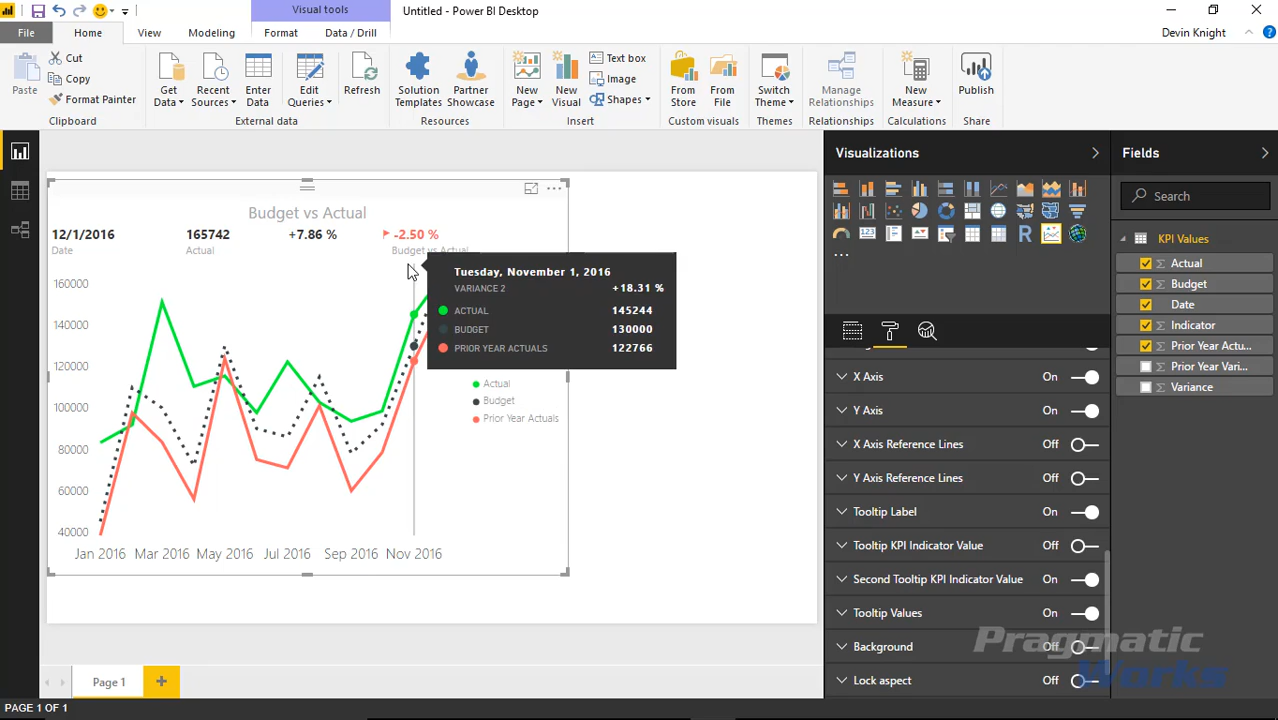 Visual tools
Untitled - Power BI Desktop
File
Home
View
Modeling
Format
Data / Drill
Devin Knight
Paste
Cut
Copy
Format Painter
Clipboard
Get Data
Recent Sources
Enter Data
Edit Queries
Refresh
External data
Solution Templates
Partner Showcase
Resources
New Page
New Visual
Text box
Image
Shapes
Insert
From Store
From File
Custom visuals
Switch Theme
Themes
Manage Relationships
Relationships
New Measure
Calculations
Publish
Share
Budget vs Actual
12/1/2016
165742
+7.86 %
-2.50 %
Date
Actual
Budget vs Actual
Tuesday, November 1, 2016
VARIANCE 2 +18.31 %
ACTUAL 145244
BUDGET 130000
PRIOR YEAR ACTUALS 122766
160000
140000
120000
100000
80000
60000
40000
Jan 2016 Mar 2016 May 2016 Jul 2016 Sep 2016 Nov 2016
Actual
Budget
Prior Year Actuals
Visualizations
R
X Axis On
Y Axis On
X Axis Reference Lines Off
Y Axis Reference Lines Off
Tooltip Label On
Tooltip KPI Indicator Value Off
Second Tooltip KPI Indicator Value On
Tooltip Values On
Background Off
Lock aspect Off
Fields
Search
KPI Values
Actual
Budget
Date
Indicator
Prior Year Actu...
Prior Year Vari...
Variance
Pragmatic
Works
Page 1
PAGE 1 OF 1